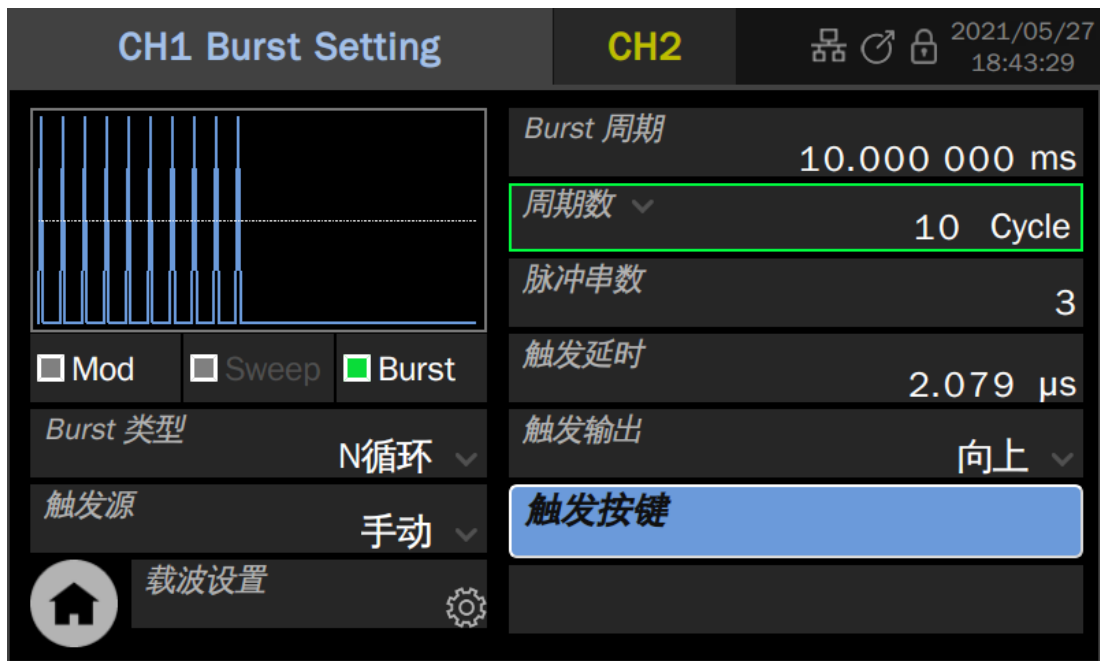 CH1 Burst Setting
CH2
2021/05/27
18:43:29
Burst 周期
10.000 000 ms
周期数
10 Cycle
脉冲串数
3
Mod
Sweep
Burst
触发延时
2.079 µs
Burst 类型
N循环
触发输出
向上
触发源
手动
触发按键
载波设置